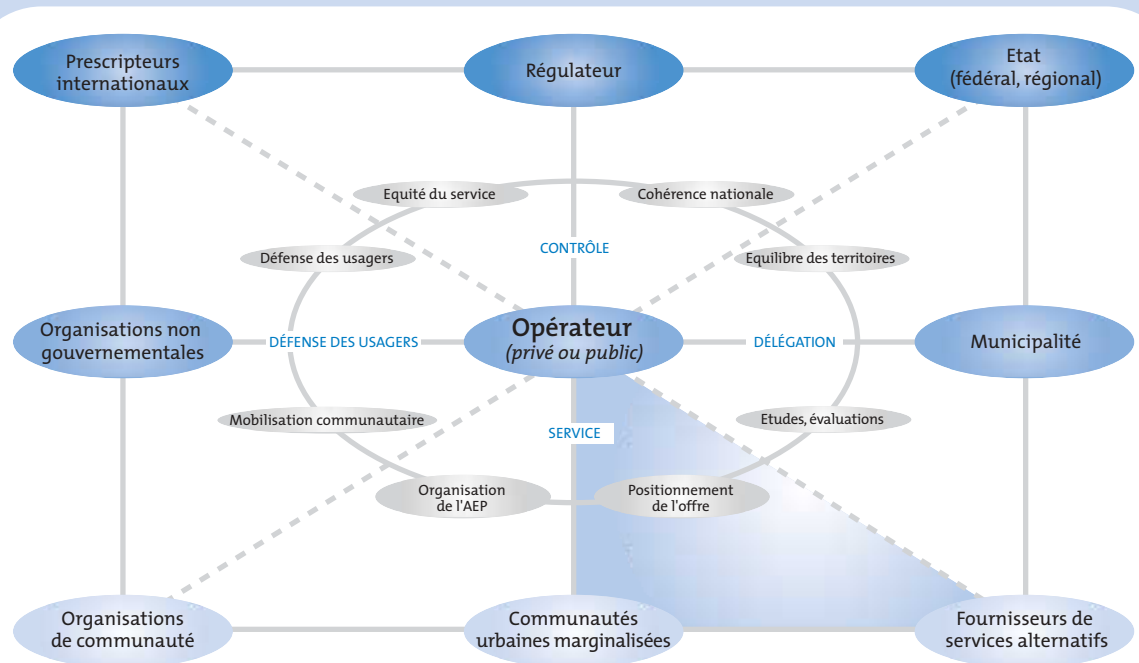 Prescripteurs
internationaux
Régulateur
Etat
(fédéral, régional)
Equité du service
Cohérence nationale
CONTRÔLE
Défense des usagers
Equilibre des territoires
Organisations non
gouvernementales
DÉFENSE DES USAGERS
Opérateur
(privé ou public)
DÉLÉGATION
Municipalité
Mobilisation communautaire
SERVICE
Etudes, évaluations
Organisation
de l'AEP
Positionnement
de l'offre
Organisations
de communauté
Communautés
urbaines marginalisées
Fournisseurs de
services alternatifs